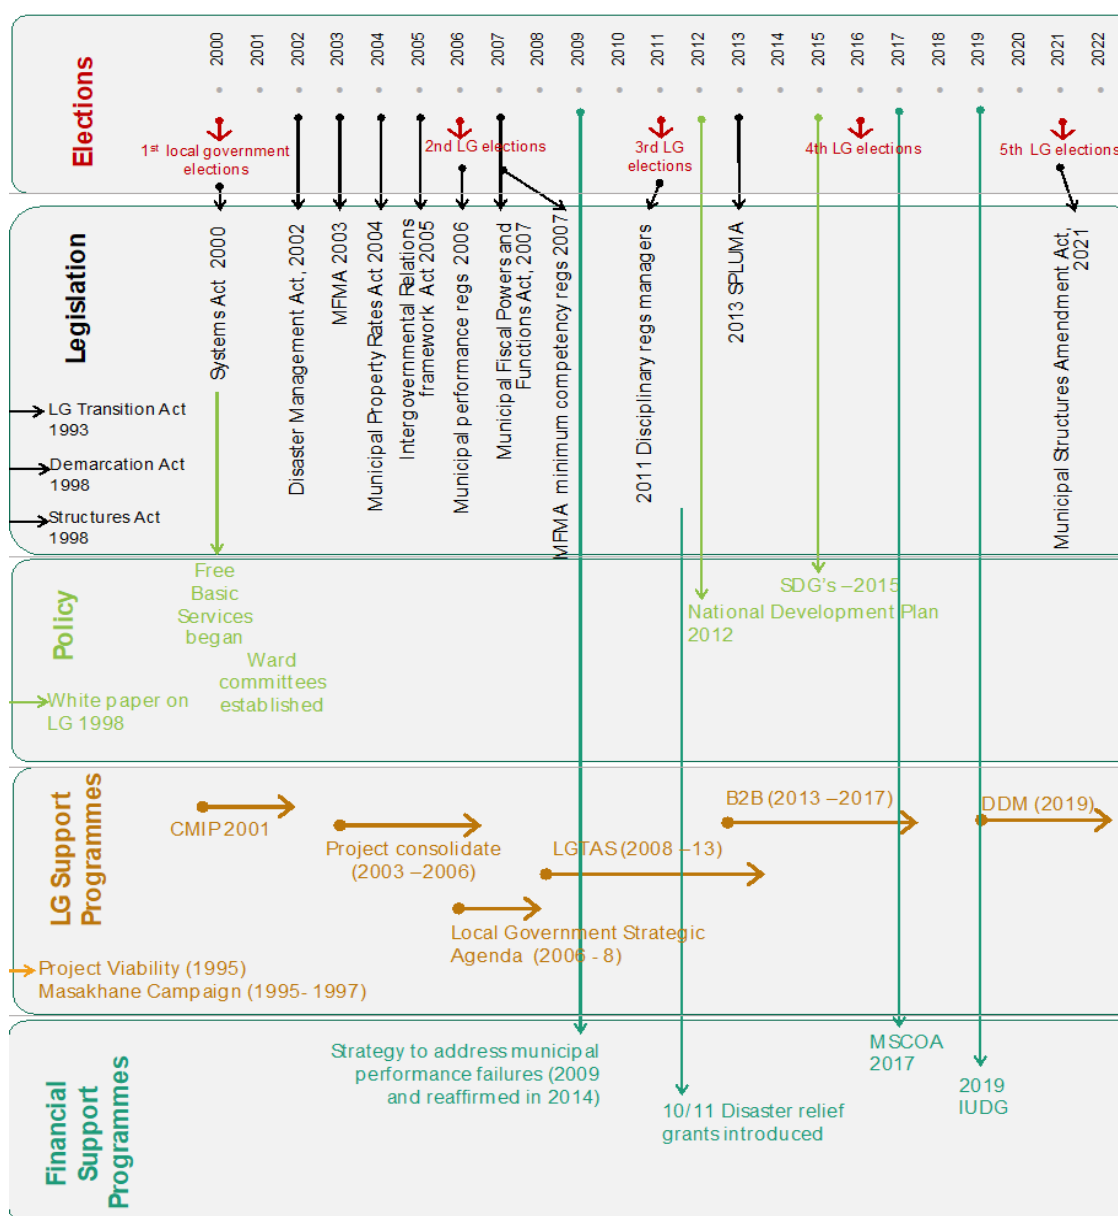 Elections
2000 2001 2002 2003 2004 2005 2006 2007 2008 2009 2010 2011 2012 2013 2014 2015 2016 2017 2018 2019 2020 2021 2022
1st local government
elections
2nd LG elections
3rd LG
elections
4th LG elections
5th LG elections
Legislation
Systems Act 2000
Disaster Management Act, 2002
MFMA 2003
Municipal Property Rates Act 2004
Intergovernmental Relations
framework Act 2005
Municipal performance regs 2006
Municipal Fiscal Powers and
Functions Act, 2007
MFMA minimum competency regs 2007
2011 Disciplinary regs managers
2013 SPLUMA
Municipal Structures Amendment Act,
2021
LG Transition Act
1993
Demarcation Act
1998
Structures Act
1998
Policy
Free
Basic
Services
began
Ward
committees
established
White paper on
LG 1998
SDG's –2015
National Development Plan
2012
LG Support
Programmes
CMIP 2001
Project consolidate
(2003 –2006)
LGTAS (2008 –13)
B2B (2013 –2017)
DDM (2019)
Local Government Strategic
Agenda (2006 - 8)
Project Viability (1995)
Masakhane Campaign (1995- 1997)
Financial
Support
Programmes
Strategy to address municipal
performance failures (2009
and reaffirmed in 2014)
10/11 Disaster relief
grants introduced
MSCOA
2017
2019
IUDG